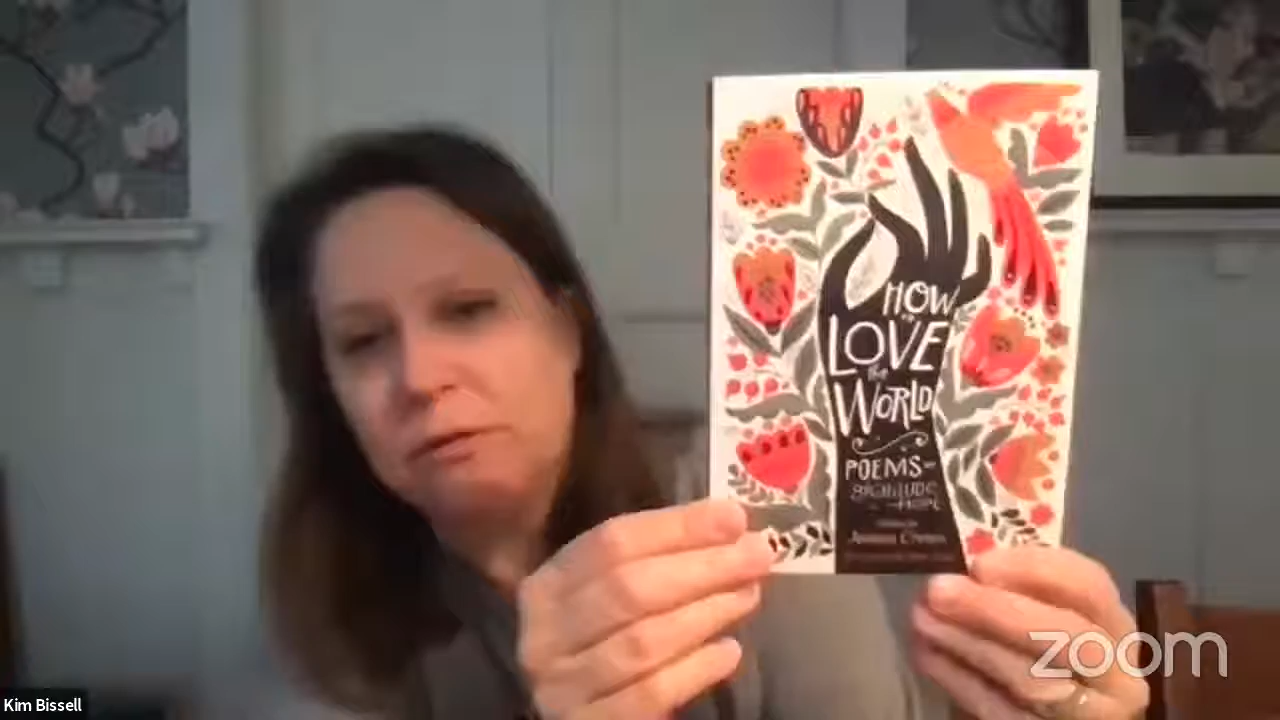 HOW
to
LOVE
the
WORLD
POEMS of
GRATITUDE
and HOPE
zoom
Kim Bissell